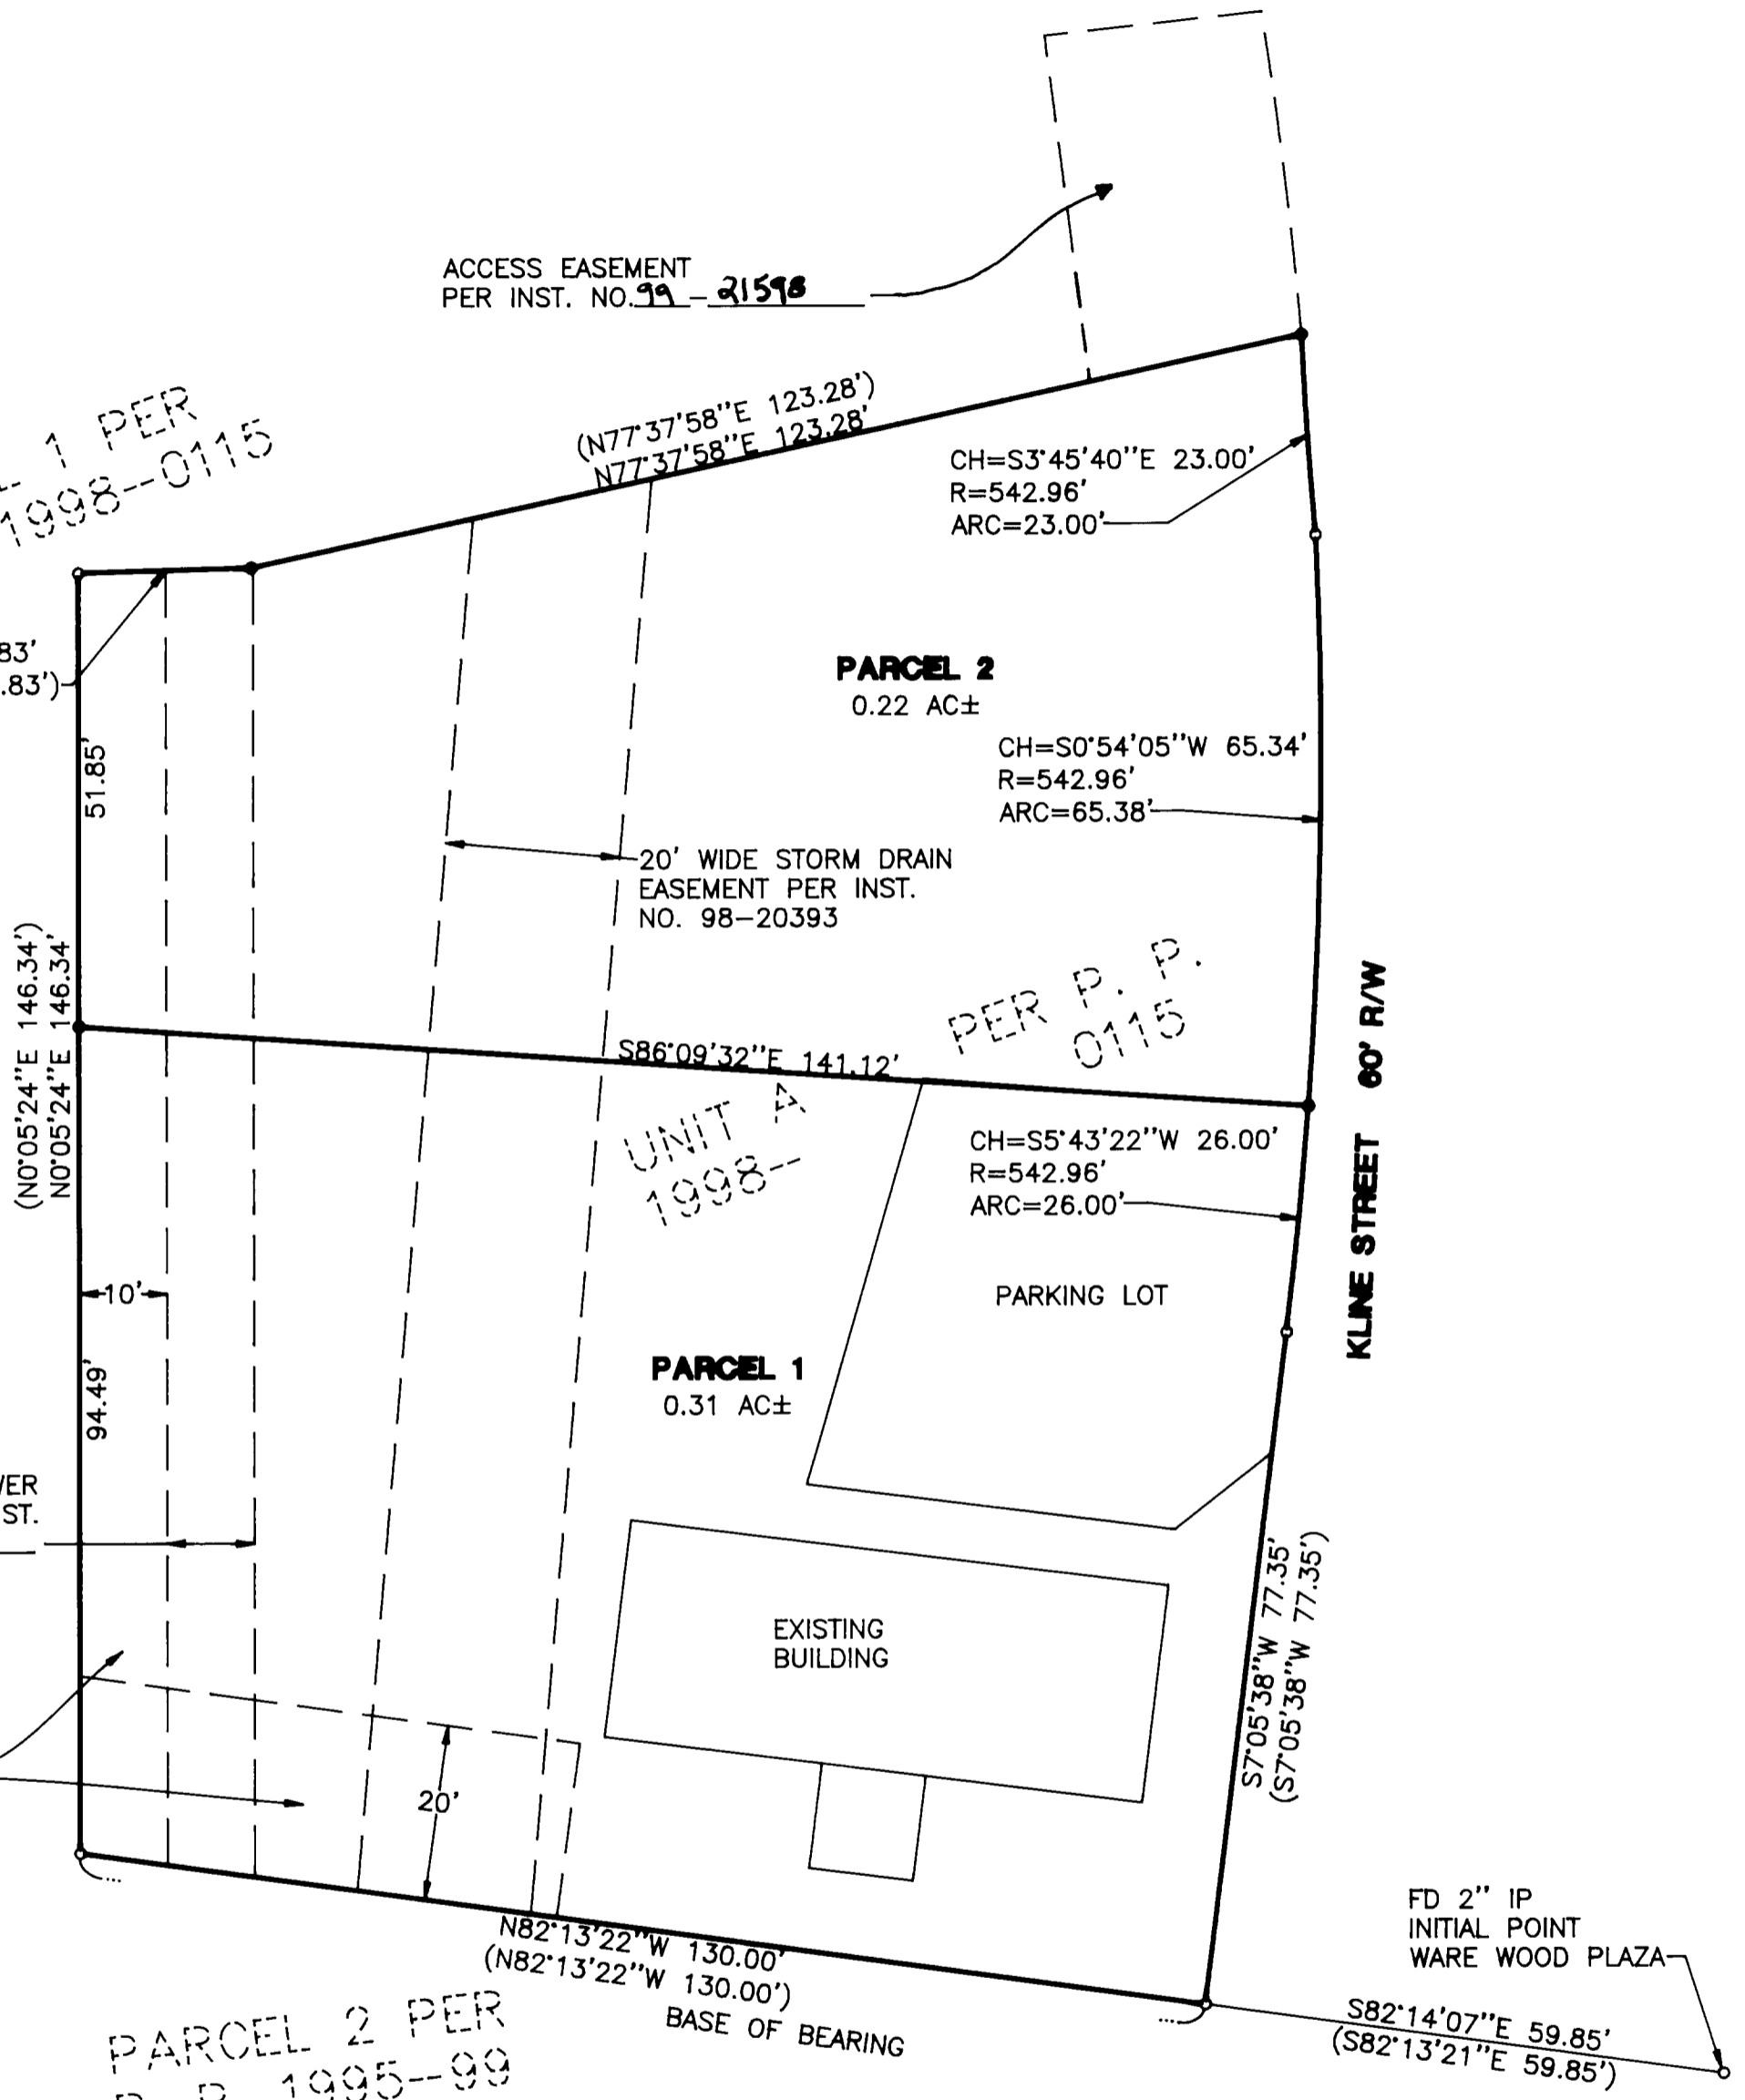 ACCESS EASEMENT
PER INST. NO. 99-21598
1 PER
1998--0115
(N77°37'58"E 123.28')
N77°37'58"E 123.28'
CH=S3°45'40"E 23.00'
R=542.96'
ARC=23.00'
83'
.83')
PARCEL 2
0.22 AC±
51.85'
CH=S0°54'05"W 65.34'
R=542.96'
ARC=65.38'
20' WIDE STORM DRAIN
EASEMENT PER INST.
NO. 98-20393
(N0°05'24"E 146.34')
N0°05'24"E 146.34'
PER P. P.
0115
KLINE STREET 60' R/W
S86°09'32"E 141.12'
UNIT A
1998--
CH=S5°43'22"W 26.00'
R=542.96'
ARC=26.00'
PARKING LOT
10'
PARCEL 1
0.31 AC±
94.49'
ST.
EXISTING
BUILDING
S7°05'38"W 77.35'
(S7°05'38"W 77.35')
20'
N82°13'22"W 130.00'
(N82°13'22"W 130.00')
BASE OF BEARING
FD 2" IP
INITIAL POINT
WARE WOOD PLAZA
S82°14'07"E 59.85'
(S82°13'21"E 59.85')
PARCEL 2 PER
P. P. 1995--99